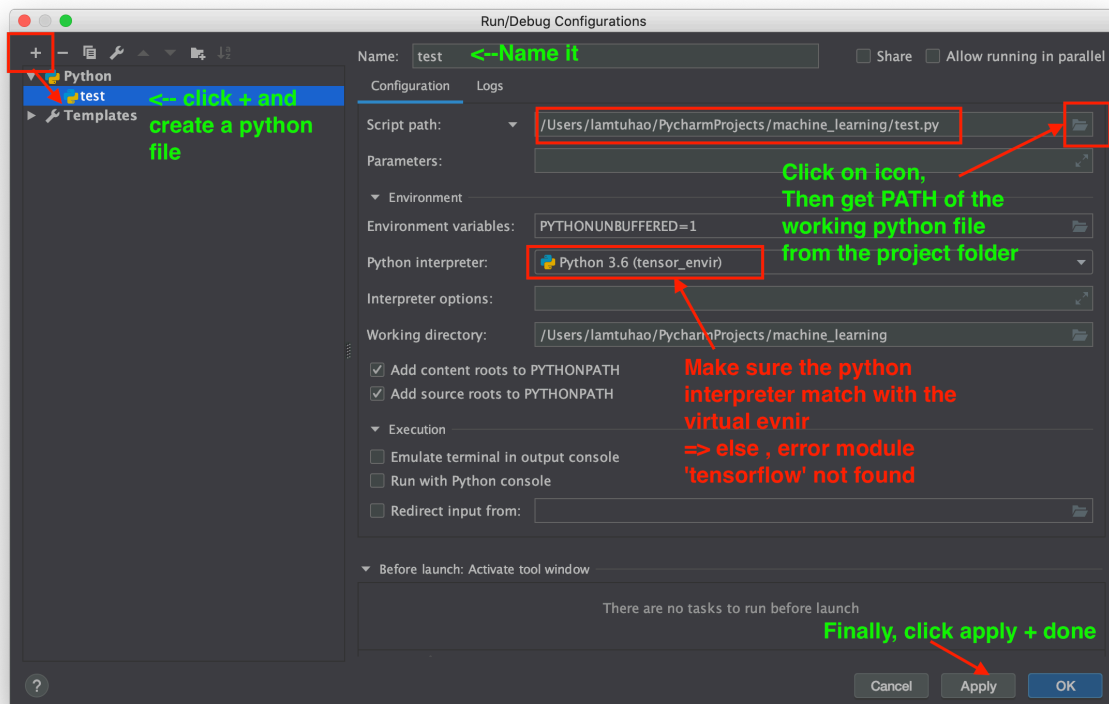 Run/Debug Configurations
Name: test <--Name it
Share
Allow running in parallel
Python
test
Templates
<-- click + and
create a python
file
Configuration
Logs
Script path:
/Users/lamtuhao/PycharmProjects/machine_learning/test.py
Parameters:
Click on icon,
Then get PATH of the
working python file
from the project folder
Environment
Environment variables:
PYTHONUNBUFFERED=1
Python interpreter:
Python 3.6 (tensor_envir)
Interpreter options:
Working directory:
/Users/lamtuhao/PycharmProjects/machine_learning
Add content roots to PYTHONPATH
Add source roots to PYTHONPATH
Make sure the python
interpreter match with the
virtual evnir
=> else , error module
'tensorflow' not found
Execution
Emulate terminal in output console
Run with Python console
Redirect input from:
Before launch: Activate tool window
There are no tasks to run before launch
Finally, click apply + done
?
Cancel
Apply
OK